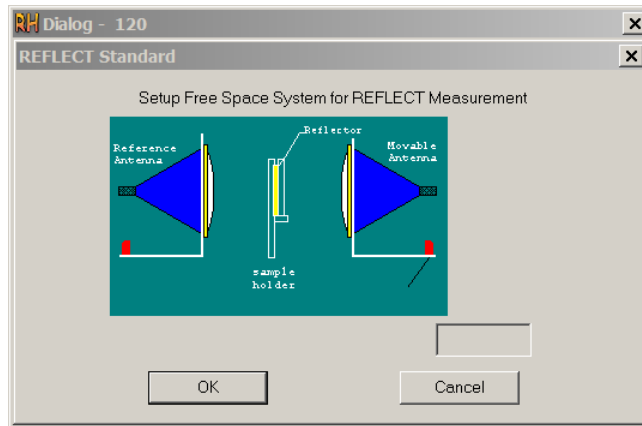 RH Dialog - 120
REFLECT Standard
Setup Free Space System for REFLECT Measurement
Reflector
Reference
Antenna
Movable
Antenna
sample
holder
OK
Cancel